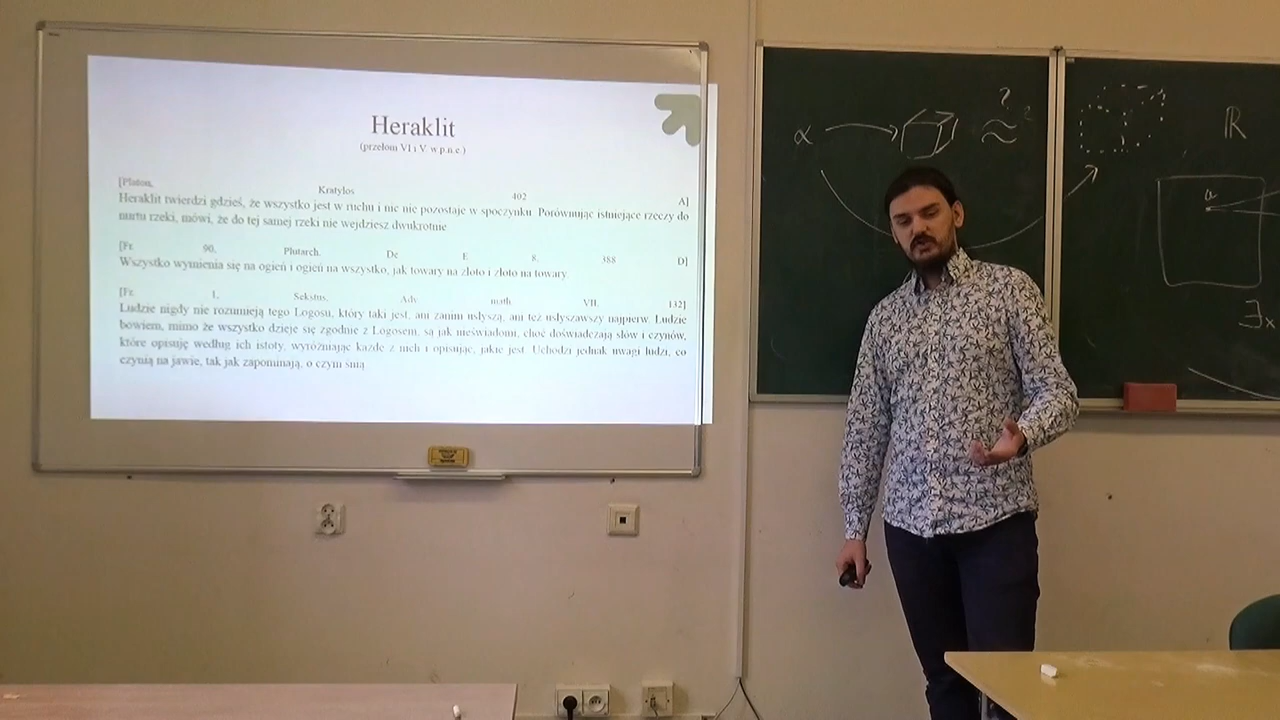 Heraklit
(przełom VI i V w.p.n.e.)
[Platon, Kratylos 402 A]
Heraklit twierdzi gdzieś, że wszystko jest w ruchu i nic nie pozostaje w spoczynku. Porównując istniejące rzeczy do
nurtu rzeki, mówi, że do tej samej rzeki nie wejdziesz dwukrotnie
[Fr. 90. Plutarch. De E 8. 388 D]
Wszystko wymienia się na ogień i ogień na wszystko, jak towary na złoto i złoto na towary
[Fr. 1. Sekstus. Adv math. VII. 132]
Ludzie nigdy nie rozumieją tego Logosu, który taki jest, ani zanim usłyszą, ani też usłyszawszy najpierw. Ludzie
bowiem, mimo że wszystko dzieje się zgodnie z Logosem, są jak nieświadomi, choć doświadczają słów i czynów,
które opisuję według ich istoty, wyróżniając każde z nich i opisując, jakie jest. Uchodzi jednak uwagi ludzi, co
czynią na jawie, tak jak zapominają, o czym śnią
α
?
≈ ?
ℝ
a
∃x